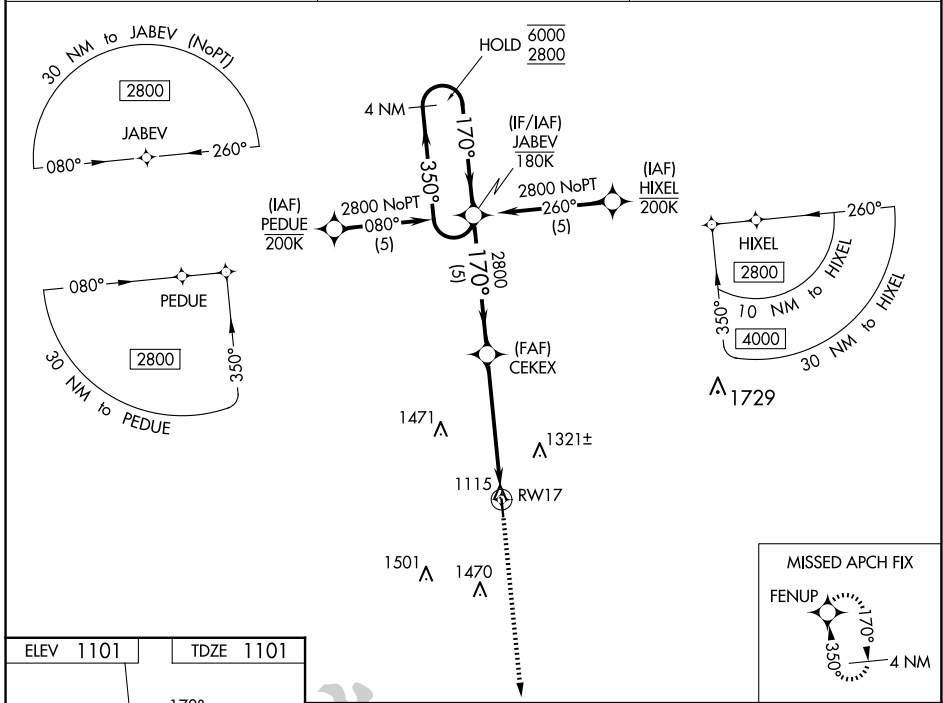 30 NM to JABEV (NoPT)
2800
JABEV
080°
260°
HOLD 6000
2800
4 NM
170°
350°
(IF/IAF)
JABEV
180K
(IAF)
PEDUE
200K
2800 NoPT
080°
(5)
2800 NoPT
260°
(5)
(IAF)
HIXEL
200K
2800
170°
(5)
(FAF)
CEKEX
080°
PEDUE
2800
350°
30 NM to PEDUE
260°
HIXEL
2800
10 NM to HIXEL
350°
4000
30 NM to HIXEL
1729
1471
1321±
1115
RW17
1501
1470
MISSED APCH FIX
FENUP
170°
350°
4 NM
ELEV 1101
TDZE 1101